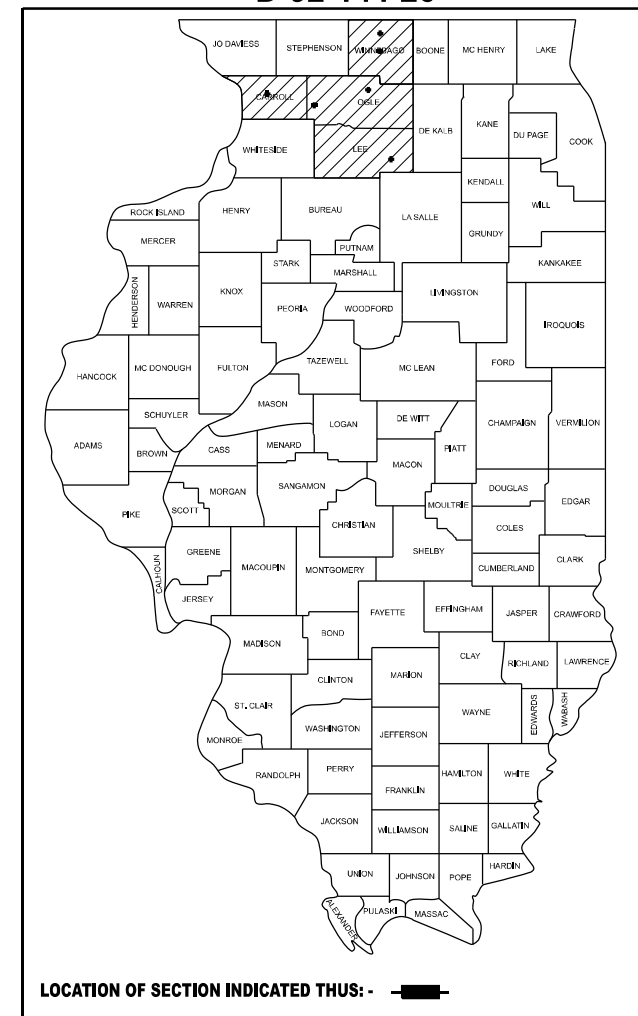 JO DAVIESS STEPHENSON WINNEBAGO BOONE MC HENRY LAKE
CARROLL OGLE
DE KALB KANE DU PAGE COOK
WHITESIDE LEE
KENDALL WILL
ROCK ISLAND HENRY BUREAU LA SALLE
GRUNDY
MERCER PUTNAM
KANKAKEE
STARK MARSHALL
HENDERSON WARREN KNOX PEORIA WOODFORD LIVINGSTON
IROQUOIS
HANCOCK MC DONOUGH FULTON TAZEWELL MC LEAN FORD
MASON
SCHUYLER LOGAN DE WITT CHAMPAIGN VERMILION
ADAMS BROWN CASS MENARD PIATT
MACON
SANGAMON
MORGAN DOUGLAS
PIKE SCOTT MOULTRIE EDGAR
CHRISTIAN COLES
GREENE SHELBY
CALHOUN MACOUPIN MONTGOMERY CUMBERLAND CLARK
JERSEY
FAYETTE EFFINGHAM JASPER CRAWFORD
BOND
MADISON CLAY
RICHLAND LAWRENCE
CLINTON MARION
ST. CLAIR WAYNE EDWARDS WABASH
WASHINGTON JEFFERSON
MONROE
PERRY HAMILTON WHITE
RANDOLPH
FRANKLIN
JACKSON WILLIAMSON SALINE GALLATIN
UNION JOHNSON POPE HARDIN
ALEXANDER PULASKI MASSAC
LOCATION OF SECTION INDICATED THUS: -